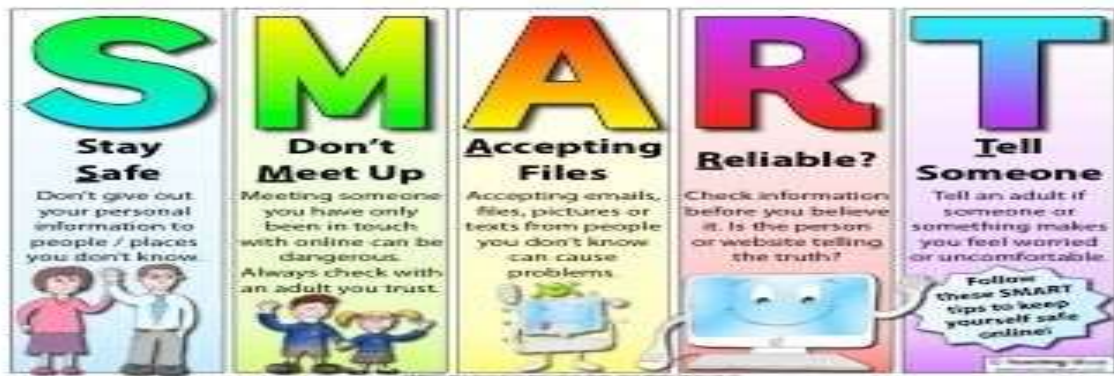 S
Stay
Safe
Don't give out
your personal
information to
people / places
you don't know
M
Don't
Meet Up
Meeting someone
you have only
been in touch
with online can be
dangerous.
Always check with
an adult you trust.
A
Accepting
Files
Accepting emails,
files, pictures or
texts from people
you don't know
can cause
problems.
R
Reliable?
Check information
before you believe
it. Is the person
or website telling
the truth?
T
Tell
Someone
Tell an adult if
someone or
something makes
you feel worried
or uncomfortable.
Follow
these SMART
tips to keep
yourself safe
online!